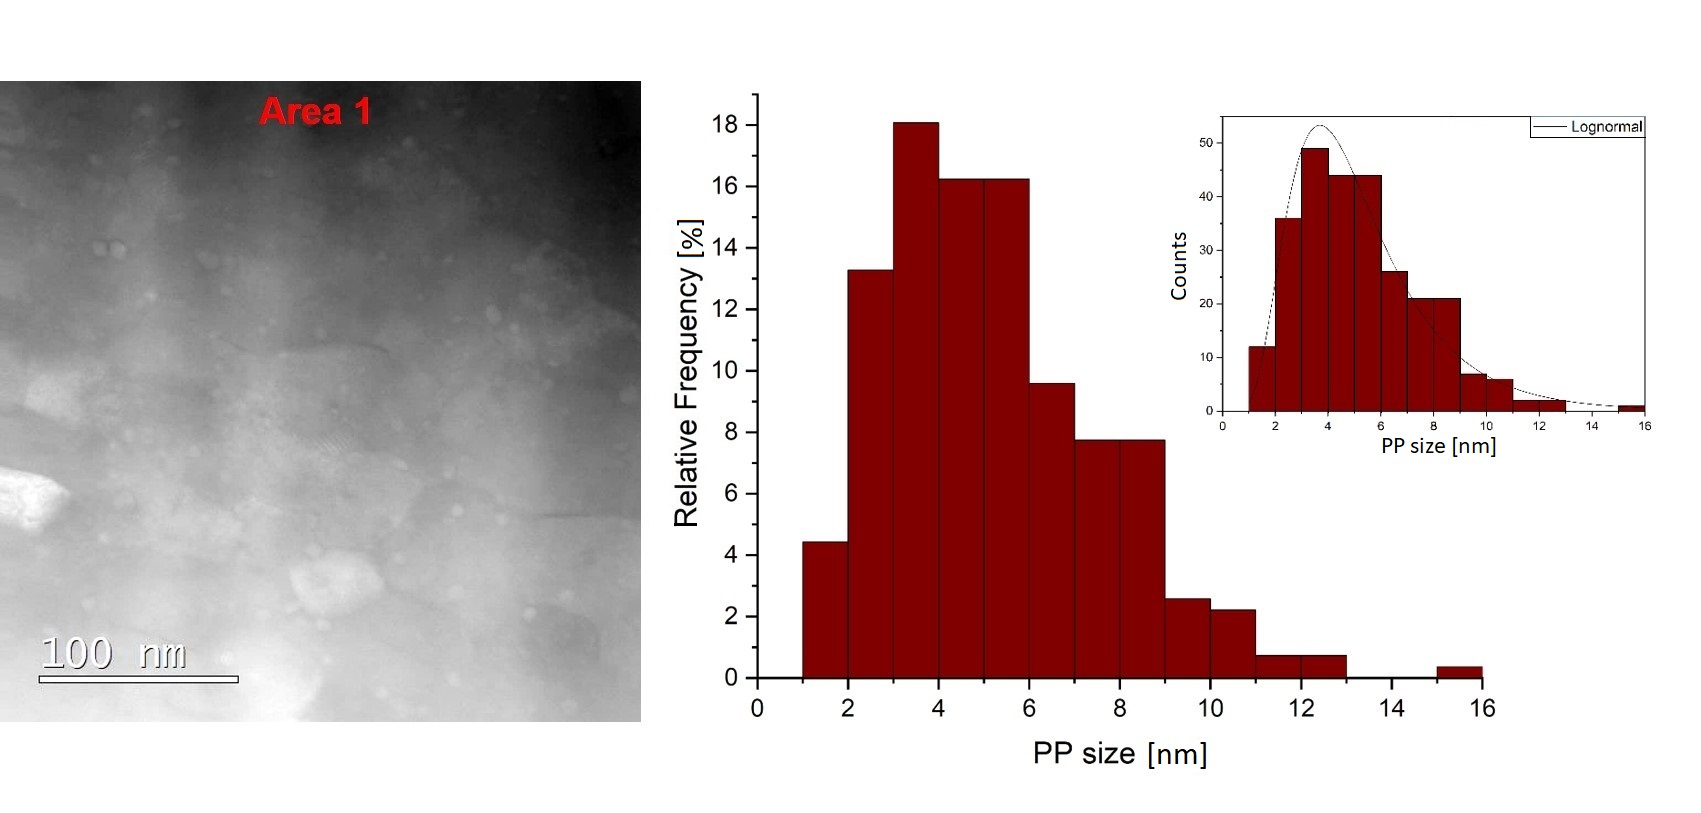 Area 1
100 nm
Relative Frequency [%]
18
16
14
12
10
8
6
4
2
0
0 2 4 6 8 10 12 14 16
PP size [nm]
Lognormal
Counts
50
40
30
20
10
0
0 2 4 6 8 10 12 14 16
PP size [nm]